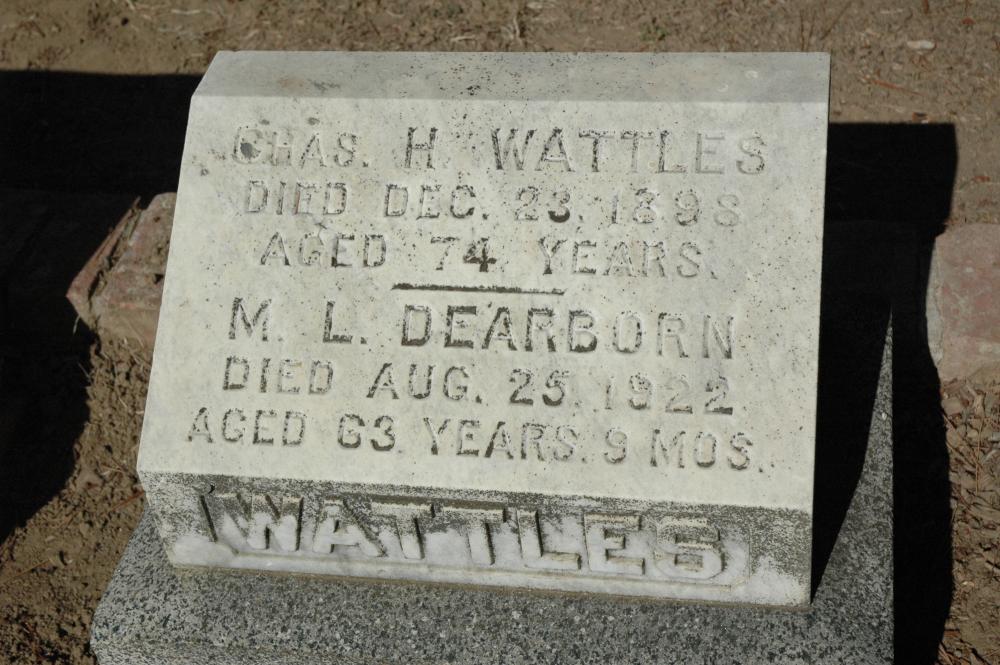 CHAS. H. WATTLES
DIED DEC. 23. 1898
AGED 74 YEARS.
M. L. DEARBORN
DIED AUG. 25. 1922
AGED 63 YEARS. 9 MOS.
WATTLES